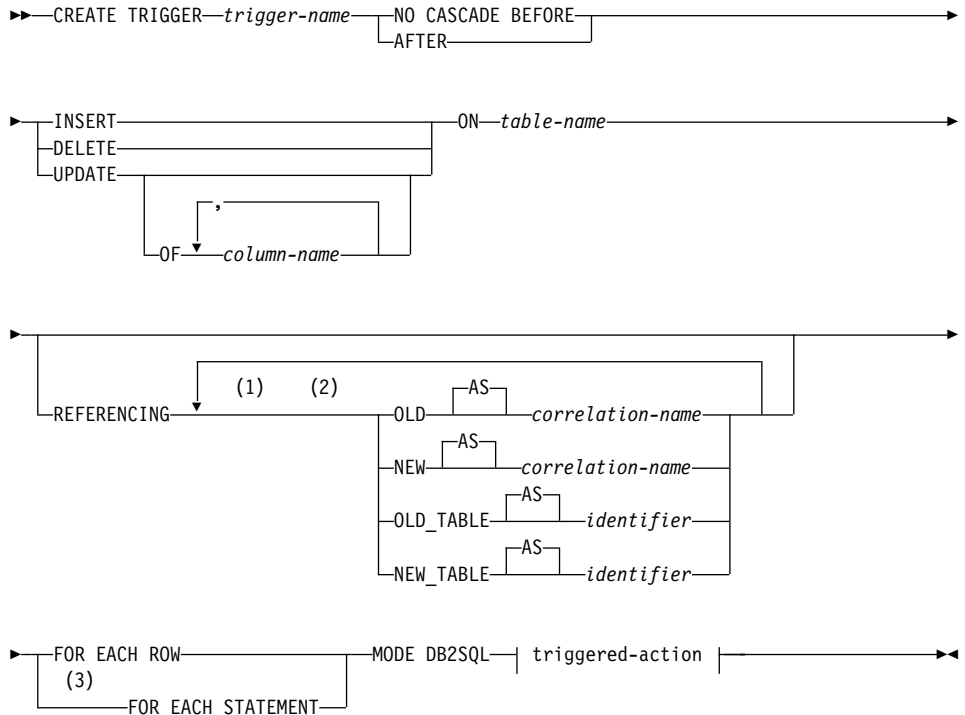 CREATE TRIGGER trigger-name NO CASCADE BEFORE
AFTER
INSERT ON table-name
DELETE
UPDATE
,
OF column-name
(1) (2) AS
REFERENCING OLD correlation-name
AS
NEW correlation-name
AS
OLD_TABLE identifier
AS
NEW_TABLE identifier
FOR EACH ROW MODE DB2SQL triggered-action
(3)
FOR EACH STATEMENT